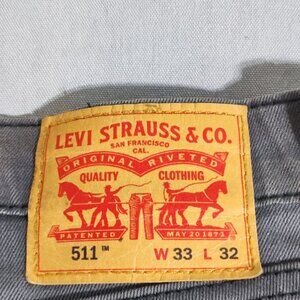 LEVI STRAUSS & CO.
SAN FRANCISCO
CAL.
ORIGINAL RIVETED
QUALITY CLOTHING
PATENTED MAY 20 1873
511™ W 33 L 32